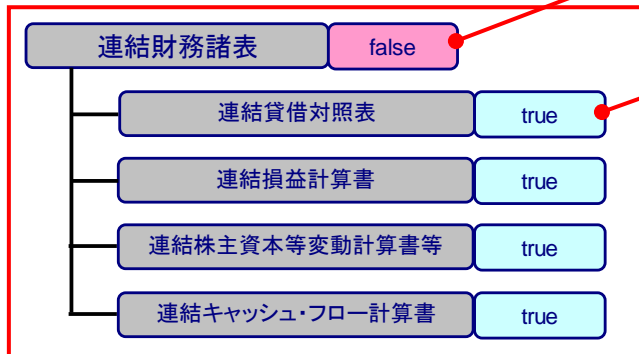 連結財務諸表 false
連結貸借対照表 true
連結損益計算書 true
連結株主資本等変動計算書等 true
連結キャッシュ・フロー計算書 true